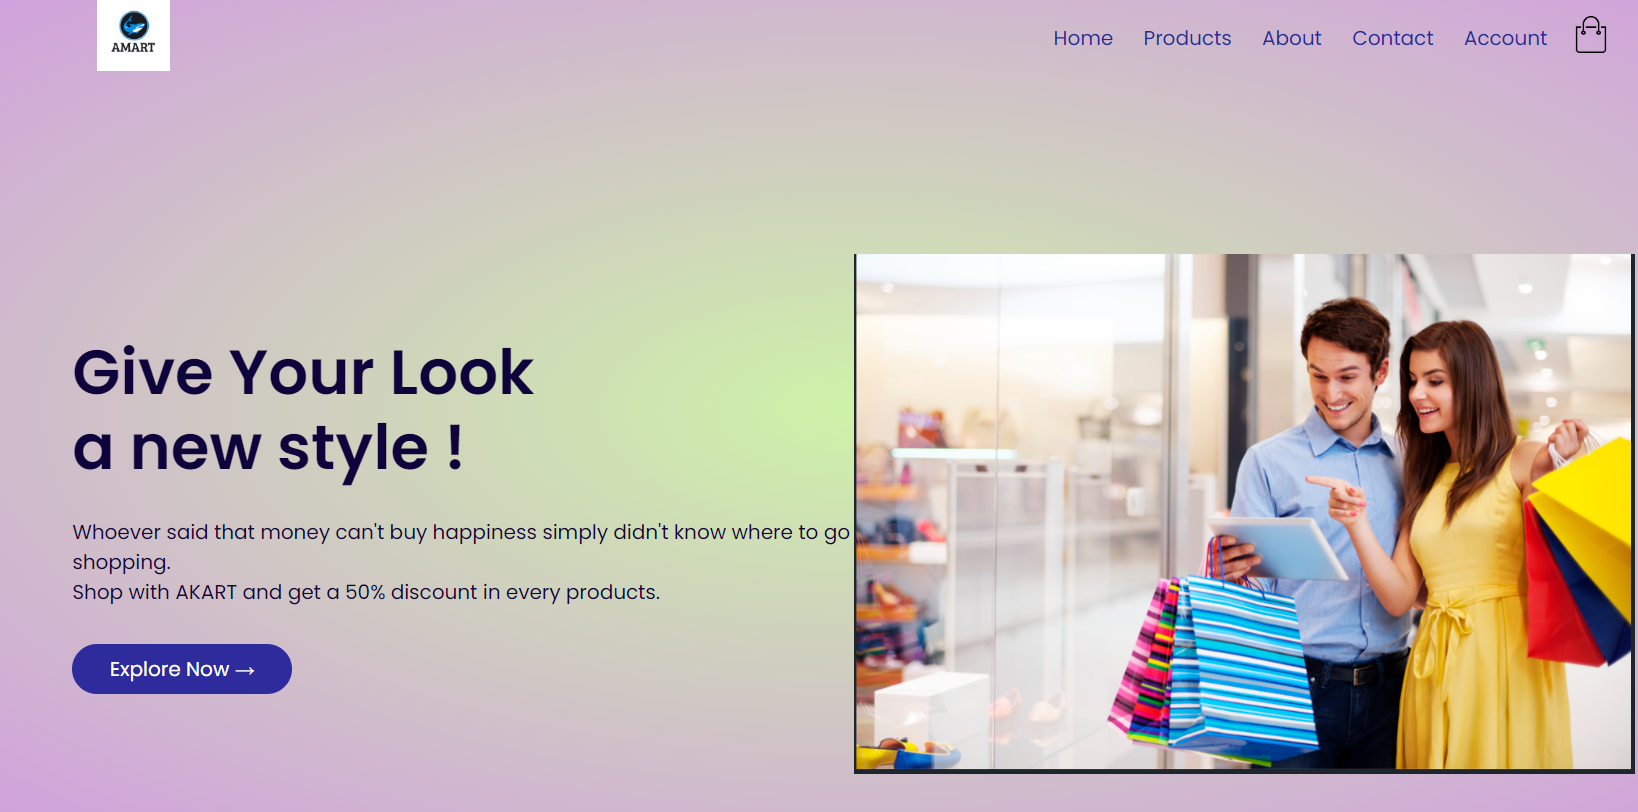 AMART
Home Products About Contact Account
Give Your Look
a new style !
Whoever said that money can't buy happiness simply didn't know where to go
shopping.
Shop with AKART and get a 50% discount in every products.
Explore Now →